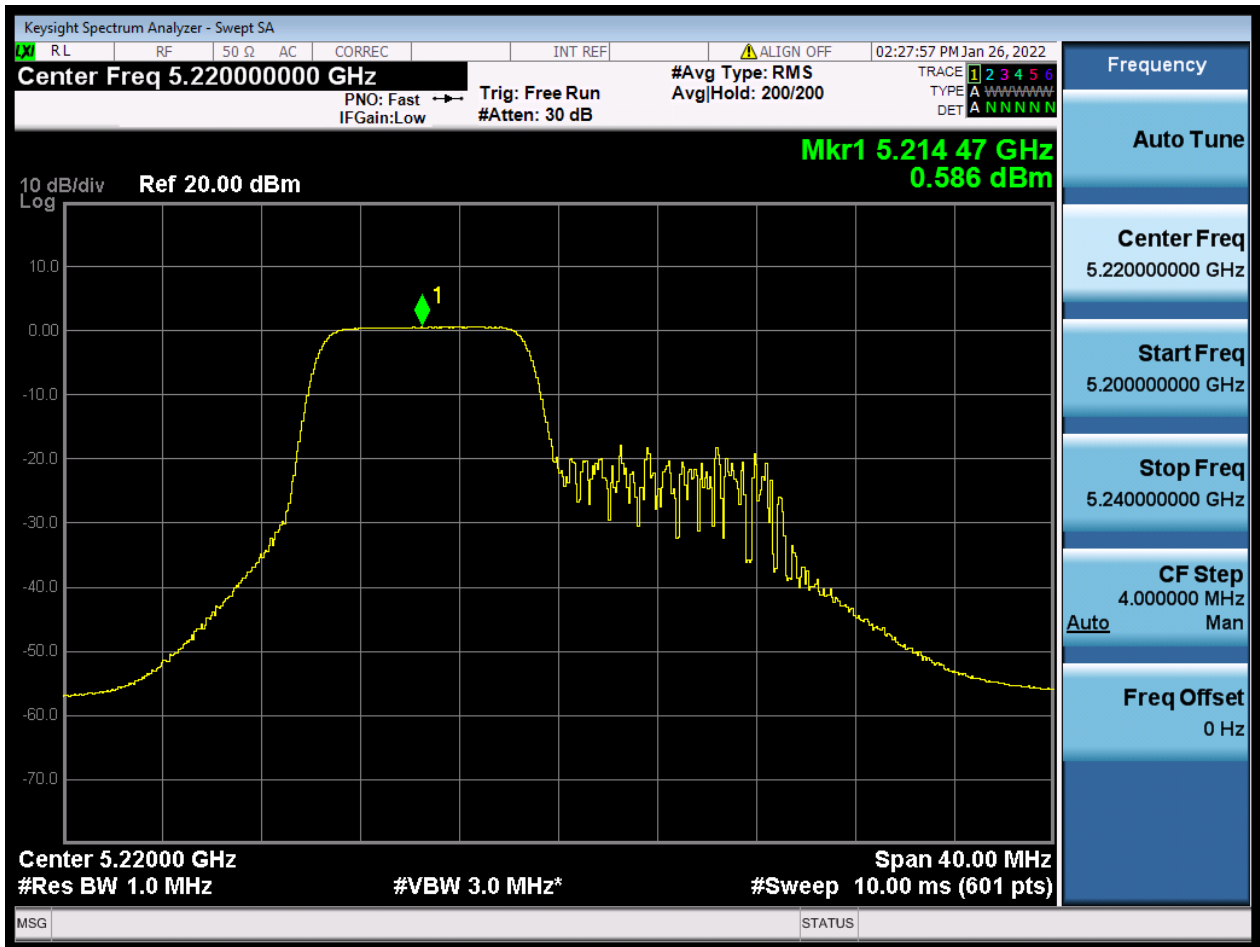 Keysight Spectrum Analyzer - Swept SA
LXI RL RF 50 Ω AC CORREC INT REF ALIGN OFF 02:27:57 PM Jan 26, 2022
Center Freq 5.220000000 GHz
PNO: Fast
IFGain:Low
Trig: Free Run
#Atten: 30 dB
#Avg Type: RMS
Avg|Hold: 200/200
TRACE 1 2 3 4 5 6
TYPE A WWWWW
DET A N N N N N
Mkr1 5.214 47 GHz
0.586 dBm
10 dB/div Ref 20.00 dBm
Log
1
10.0
0.00
-10.0
-20.0
-30.0
-40.0
-50.0
-60.0
-70.0
Center 5.22000 GHz
Span 40.00 MHz
#Res BW 1.0 MHz
#VBW 3.0 MHz*
#Sweep 10.00 ms (601 pts)
MSG
STATUS
Frequency
Auto Tune
Center Freq
5.220000000 GHz
Start Freq
5.200000000 GHz
Stop Freq
5.240000000 GHz
CF Step
4.000000 MHz
Auto Man
Freq Offset
0 Hz